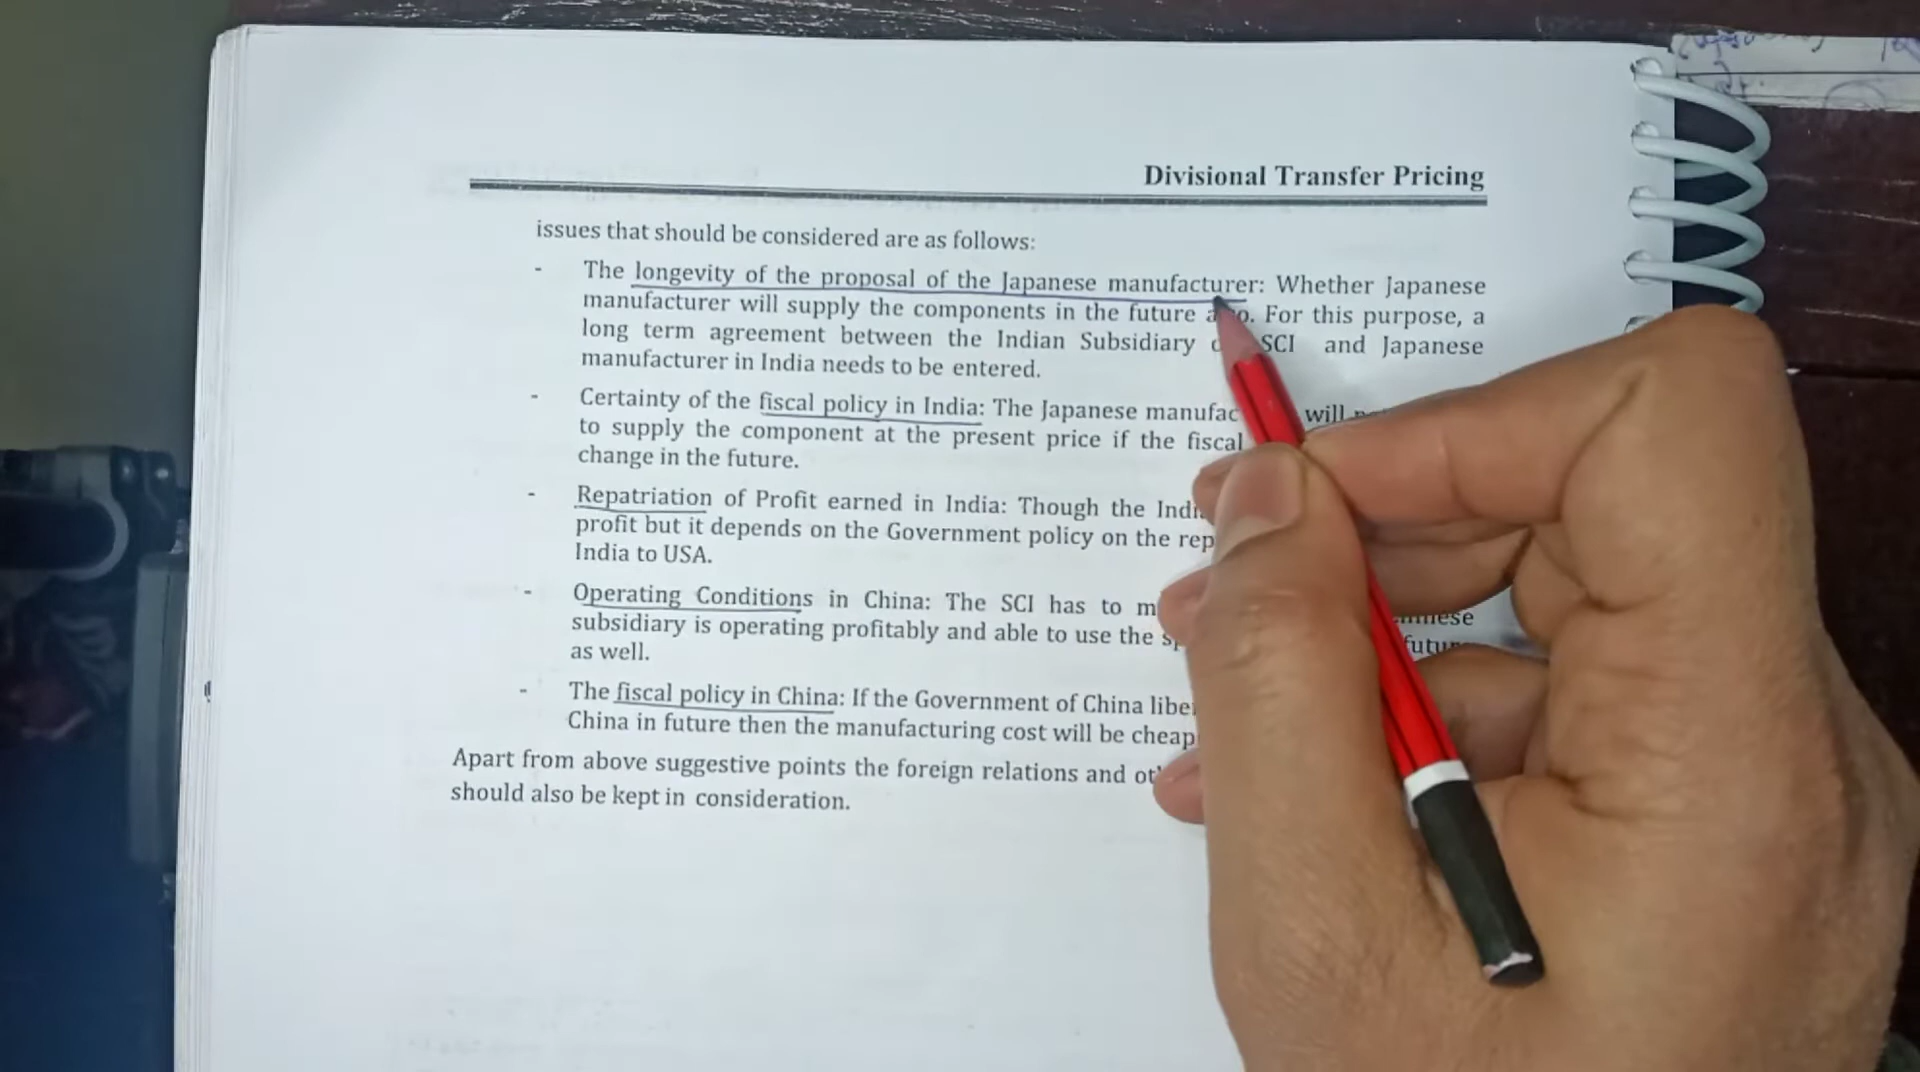 Divisional Transfer Pricing
issues that should be considered are as follows:
- The longevity of the proposal of the Japanese manufacturer: Whether Japanese
manufacturer will supply the components in the future For this purpose, a
long term agreement between the Indian Subsidiary SCI and Japanese
manufacturer in India needs to be entered.
- Certainty of the fiscal policy in India: The Japanese manufac will
to supply the component at the present price if the fiscal
change in the future.
- Repatriation of Profit earned in India: Though the
profit but it depends on the Government policy on the rep
India to USA.
- Operating Conditions in China: The SCI has to m
subsidiary is operating profitably and able to use the
as well.
- The fiscal policy in China: If the Government of China liber
China in future then the manufacturing cost will be cheap
Apart from above suggestive points the foreign relations and ot
should also be kept in consideration.